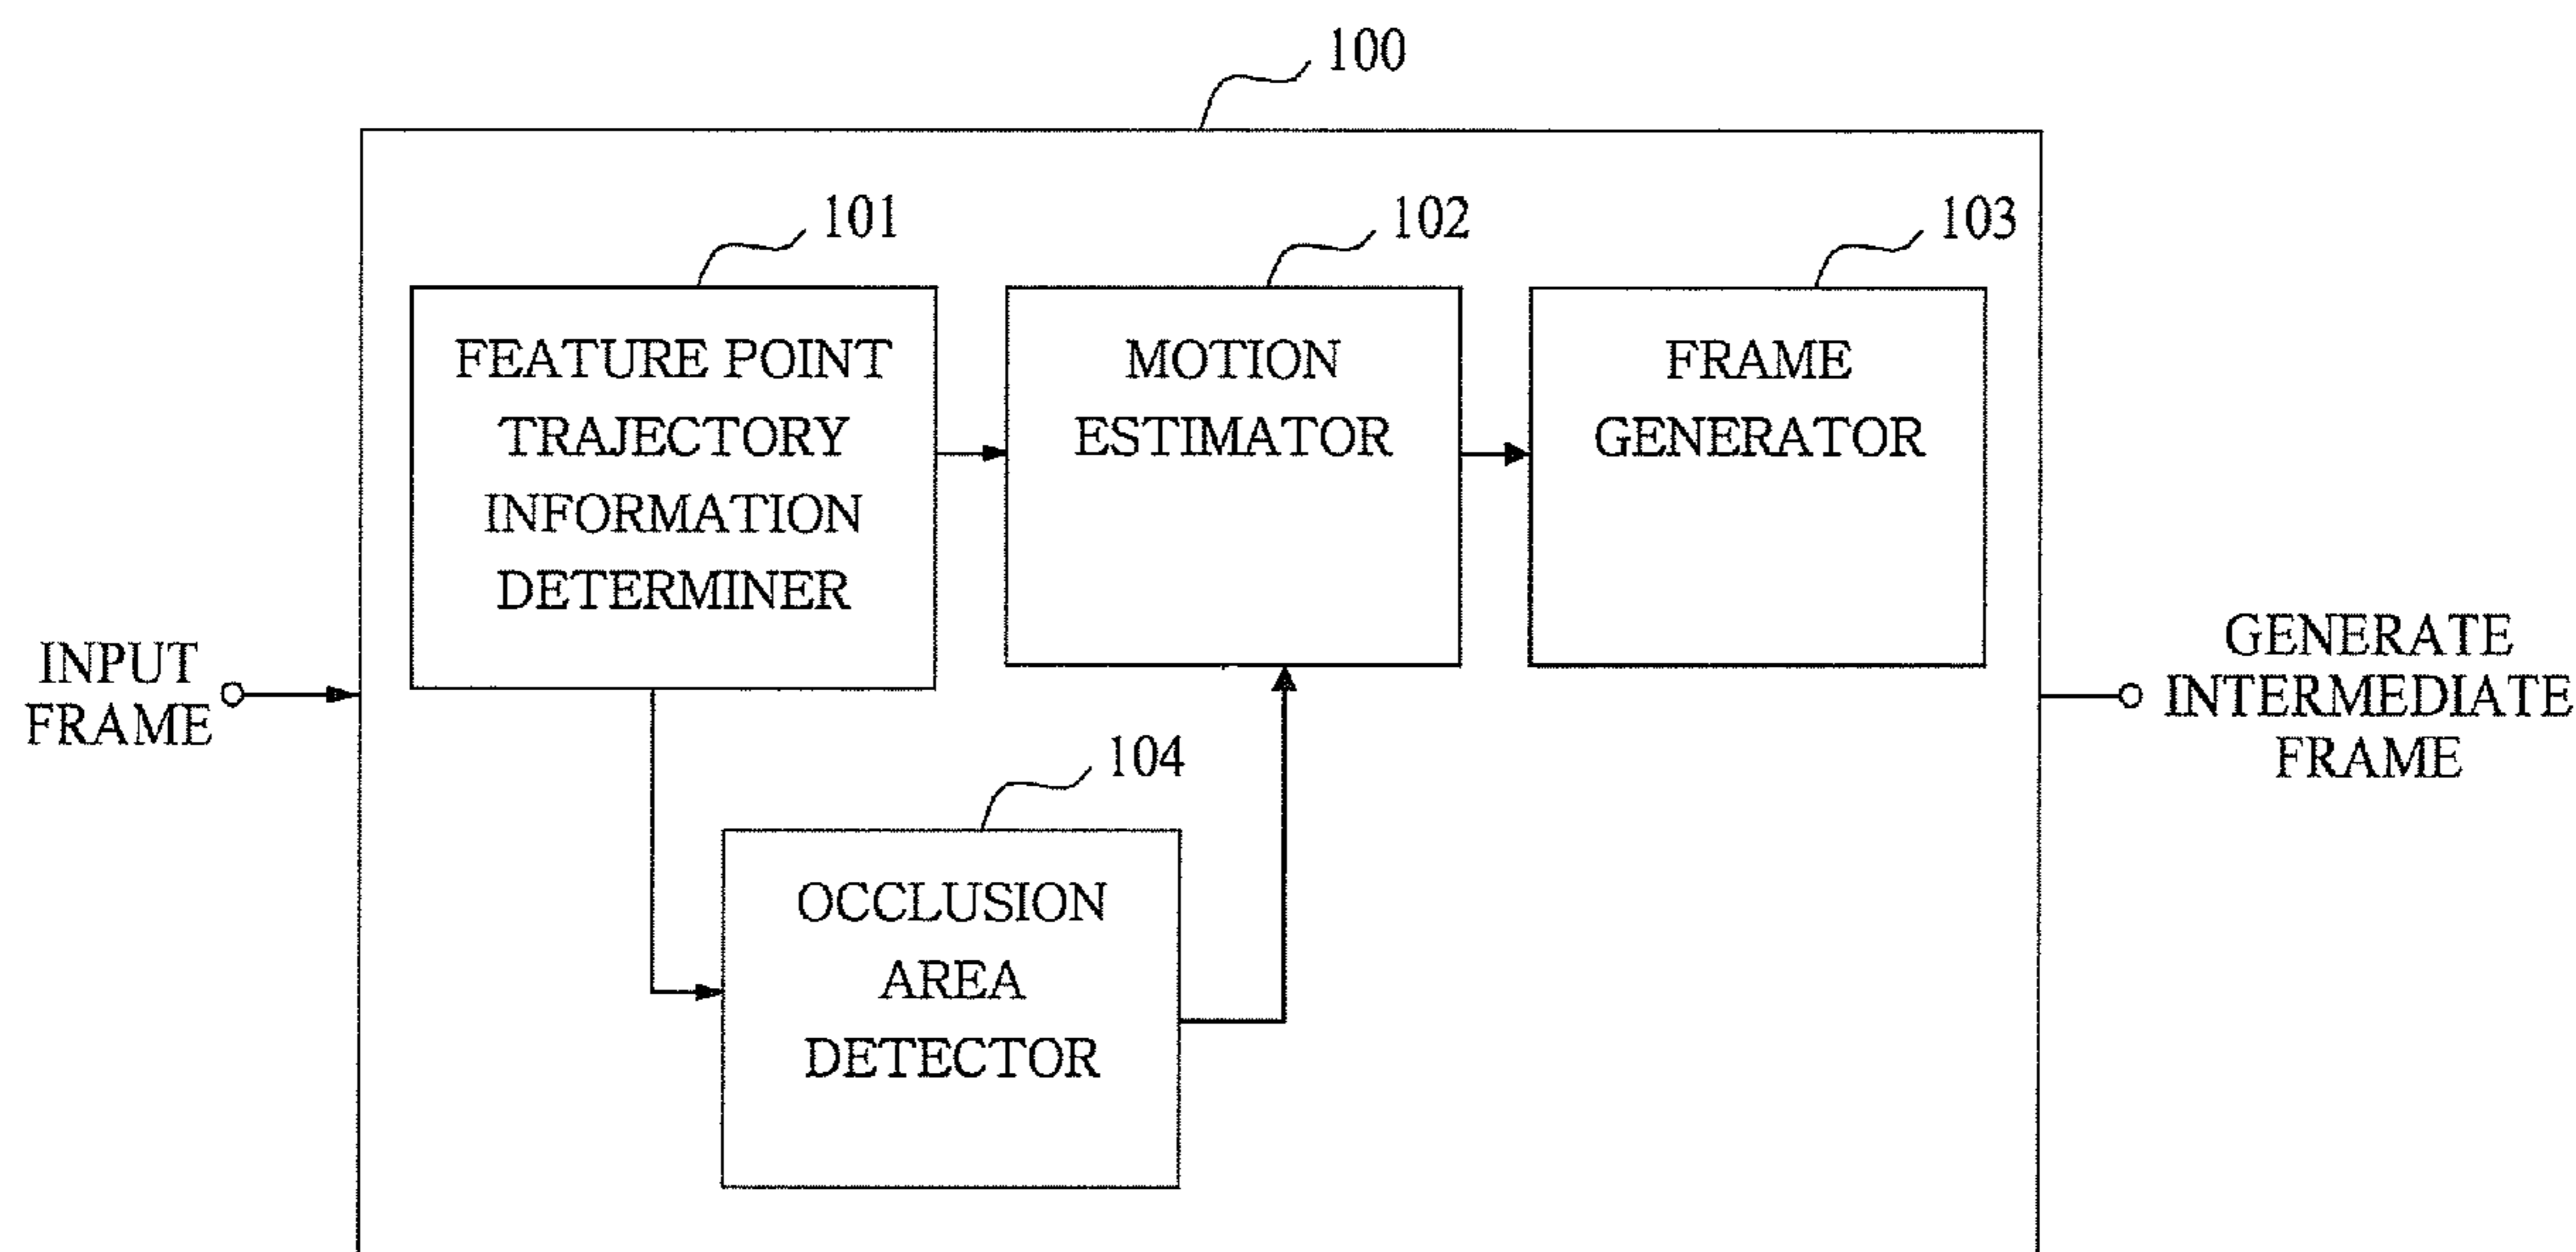 100
101
102
103
FEATURE POINT
TRAJECTORY
INFORMATION
DETERMINER
MOTION
ESTIMATOR
FRAME
GENERATOR
INPUT
FRAME
GENERATE
INTERMEDIATE
FRAME
104
OCCLUSION
AREA
DETECTOR